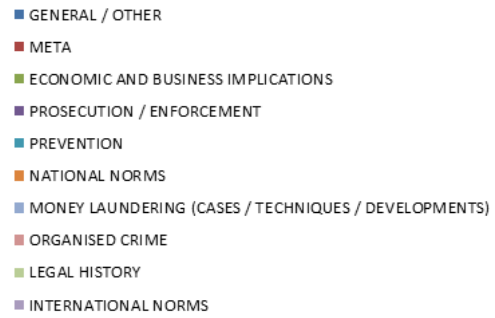 GENERAL / OTHER
META
ECONOMIC AND BUSINESS IMPLICATIONS
PROSECUTION / ENFORCEMENT
PREVENTION
NATIONAL NORMS
MONEY LAUNDERING (CASES / TECHNIQUES / DEVELOPMENTS)
ORGANISED CRIME
LEGAL HISTORY
INTERNATIONAL NORMS